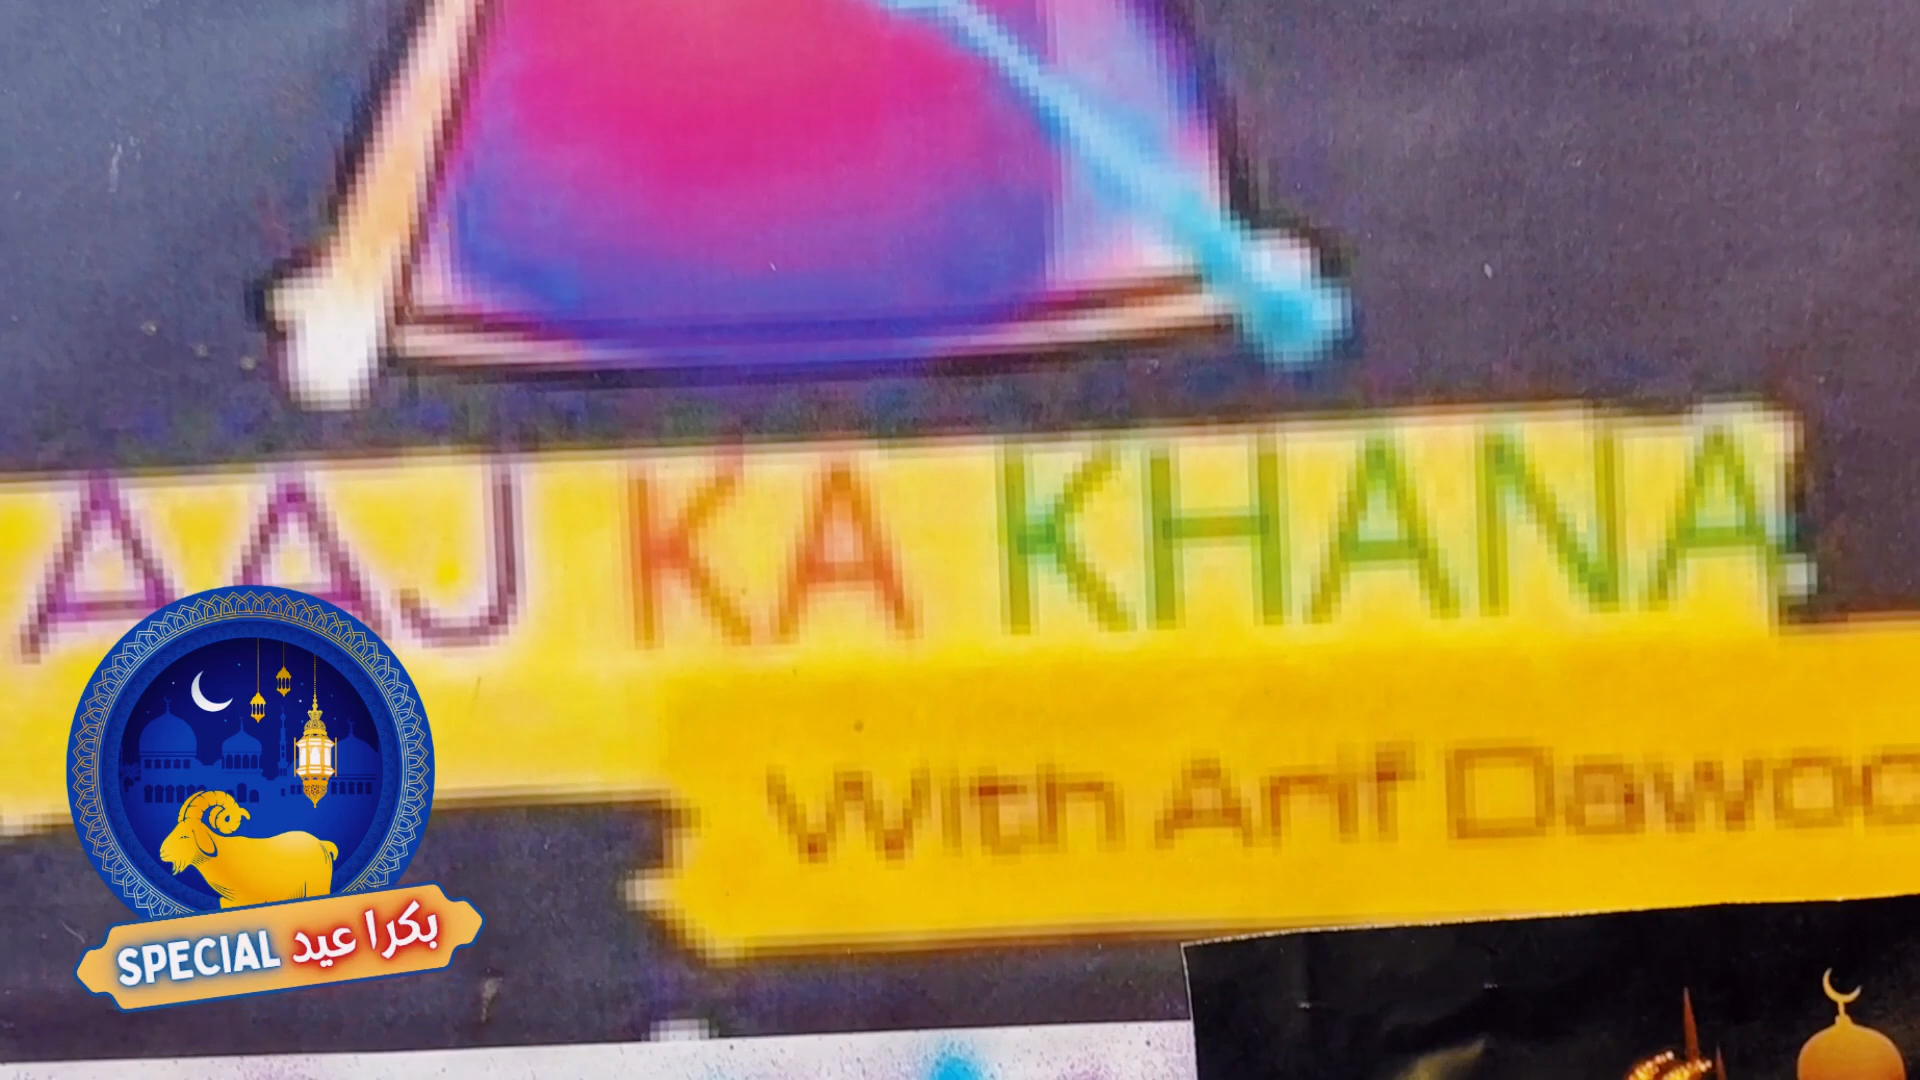 AAJ KA KHANA
With Arif Dawoo
SPECIAL بکرا عید